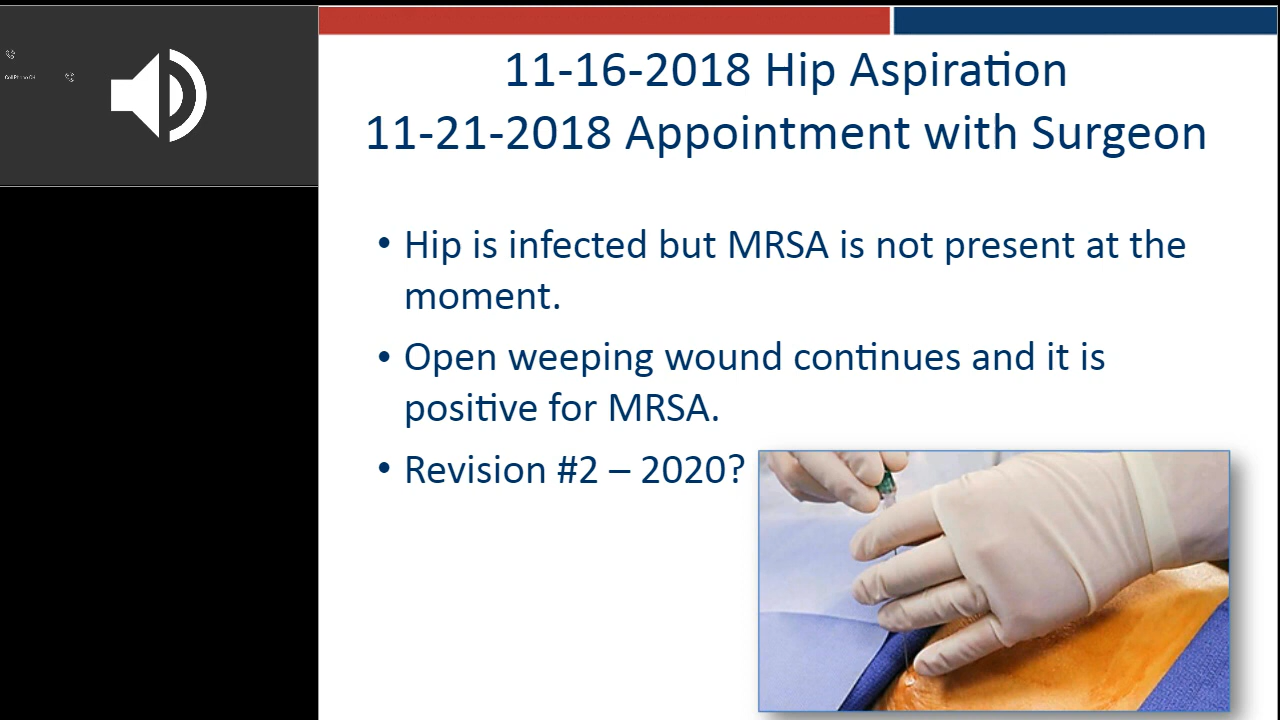 11-16-2018 Hip Aspiration
11-21-2018 Appointment with Surgeon
• Hip is infected but MRSA is not present at the
moment.
• Open weeping wound continues and it is
positive for MRSA.
• Revision #2 – 2020?